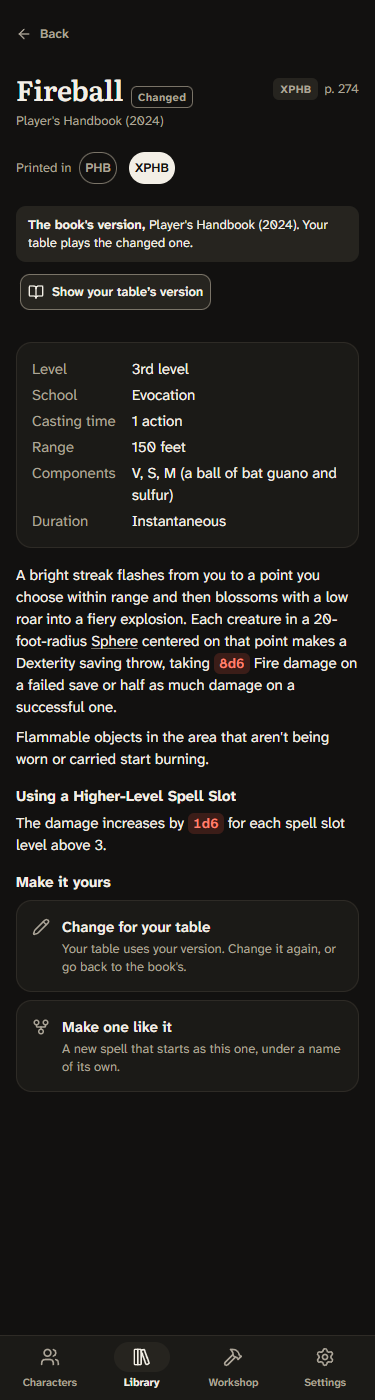 Back
Fireball Changed XPHB p. 274
Player's Handbook (2024)
Printed in PHB XPHB
The book's version, Player's Handbook (2024). Your
table plays the changed one.
Show your table's version
Level 3rd level
School Evocation
Casting time 1 action
Range 150 feet
Components V, S, M (a ball of bat guano and
sulfur)
Duration Instantaneous
A bright streak flashes from you to a point you
choose within range and then blossoms with a low
roar into a fiery explosion. Each creature in a 20-
foot-radius Sphere centered on that point makes a
Dexterity saving throw, taking 8d6 Fire damage on
a failed save or half as much damage on a
successful one.
Flammable objects in the area that aren't being
worn or carried start burning.
Using a Higher-Level Spell Slot
The damage increases by 1d6 for each spell slot
level above 3.
Make it yours
Change for your table
Your table uses your version. Change it again, or
go back to the book's.
Make one like it
A new spell that starts as this one, under a name
of its own.
Characters Library Workshop Settings